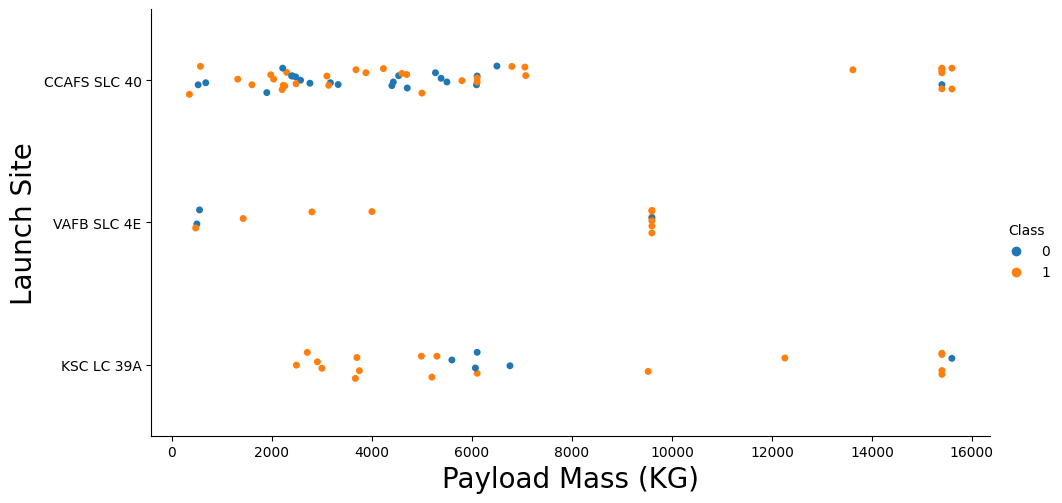 CCAFS SLC 40
VAFB SLC 4E
KSC LC 39A
Launch Site
0
2000
4000
6000
8000
10000
12000
14000
16000
Payload Mass (KG)
Class
0
1